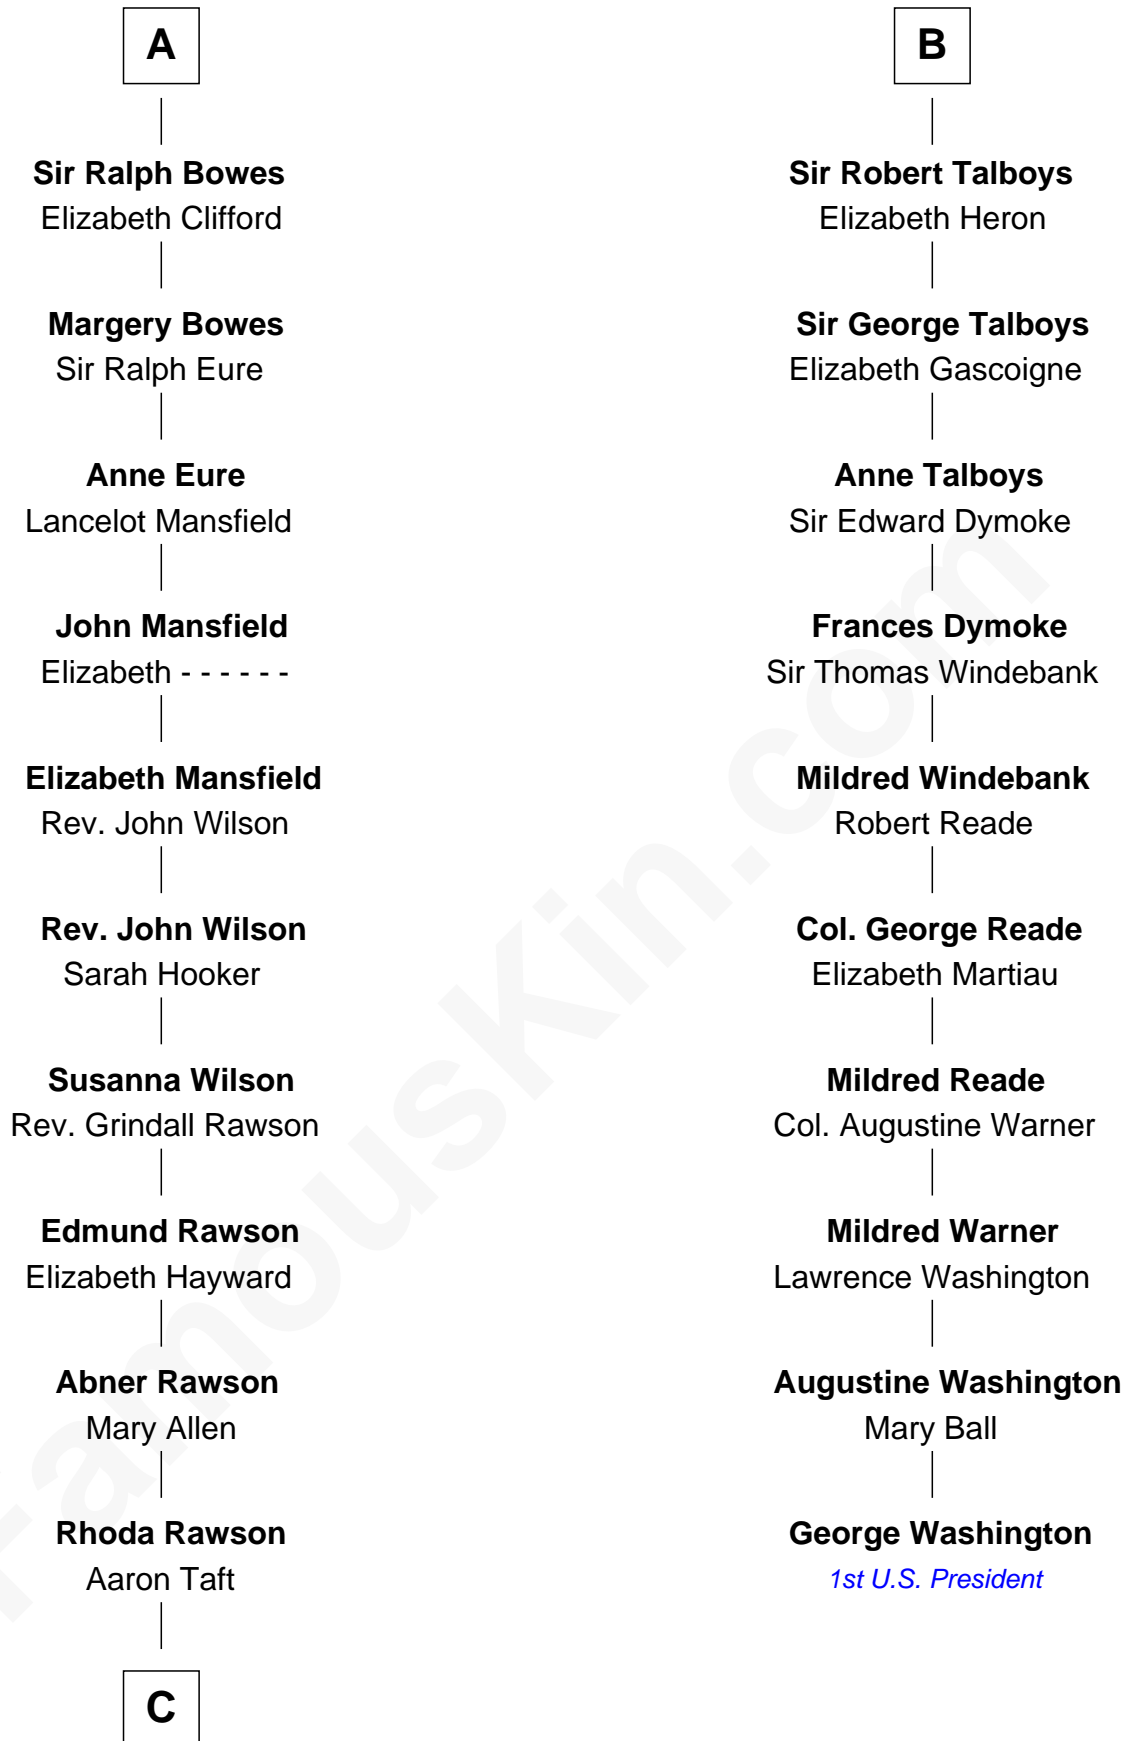 A
Sir Ralph Bowes
Elizabeth Clifford
Margery Bowes
Sir Ralph Eure
Anne Eure
Lancelot Mansfield
John Mansfield
Elizabeth - - - - - -
Elizabeth Mansfield
Rev. John Wilson
Rev. John Wilson
Sarah Hooker
Susanna Wilson
Rev. Grindall Rawson
Edmund Rawson
Elizabeth Hayward
Abner Rawson
Mary Allen
Rhoda Rawson
Aaron Taft
C
B
Sir Robert Talboys
Elizabeth Heron
Sir George Talboys
Elizabeth Gascoigne
Anne Talboys
Sir Edward Dymoke
Frances Dymoke
Sir Thomas Windebank
Mildred Windebank
Robert Reade
Col. George Reade
Elizabeth Martiau
Mildred Reade
Col. Augustine Warner
Mildred Warner
Lawrence Washington
Augustine Washington
Mary Ball
George Washington
1st U.S. President
FamousKin.com